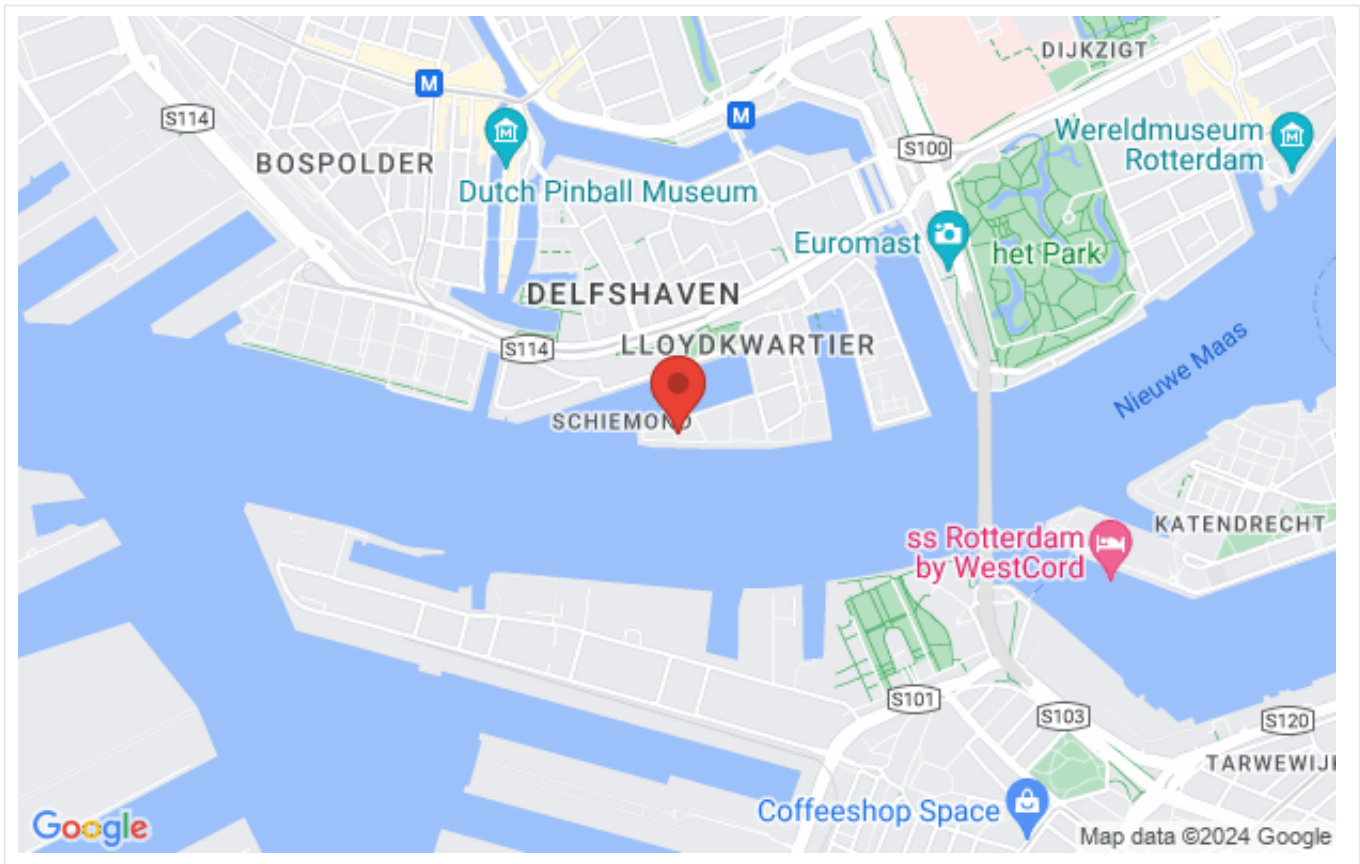 DIJKZIGT
M
S114
M
Wereldmuseum
Rotterdam
S100
BOSPOLDER
Dutch Pinball Museum
Euromast
het Park
DELFSHAVEN
S114
LLOYDKWARTIER
Nieuwe Maas
SCHIEMOND
KATENDRECHT
ss Rotterdam
by WestCord
S101
S103
S120
TARWEWIJ
Coffeeshop Space
Google
Map data ©2024 Google